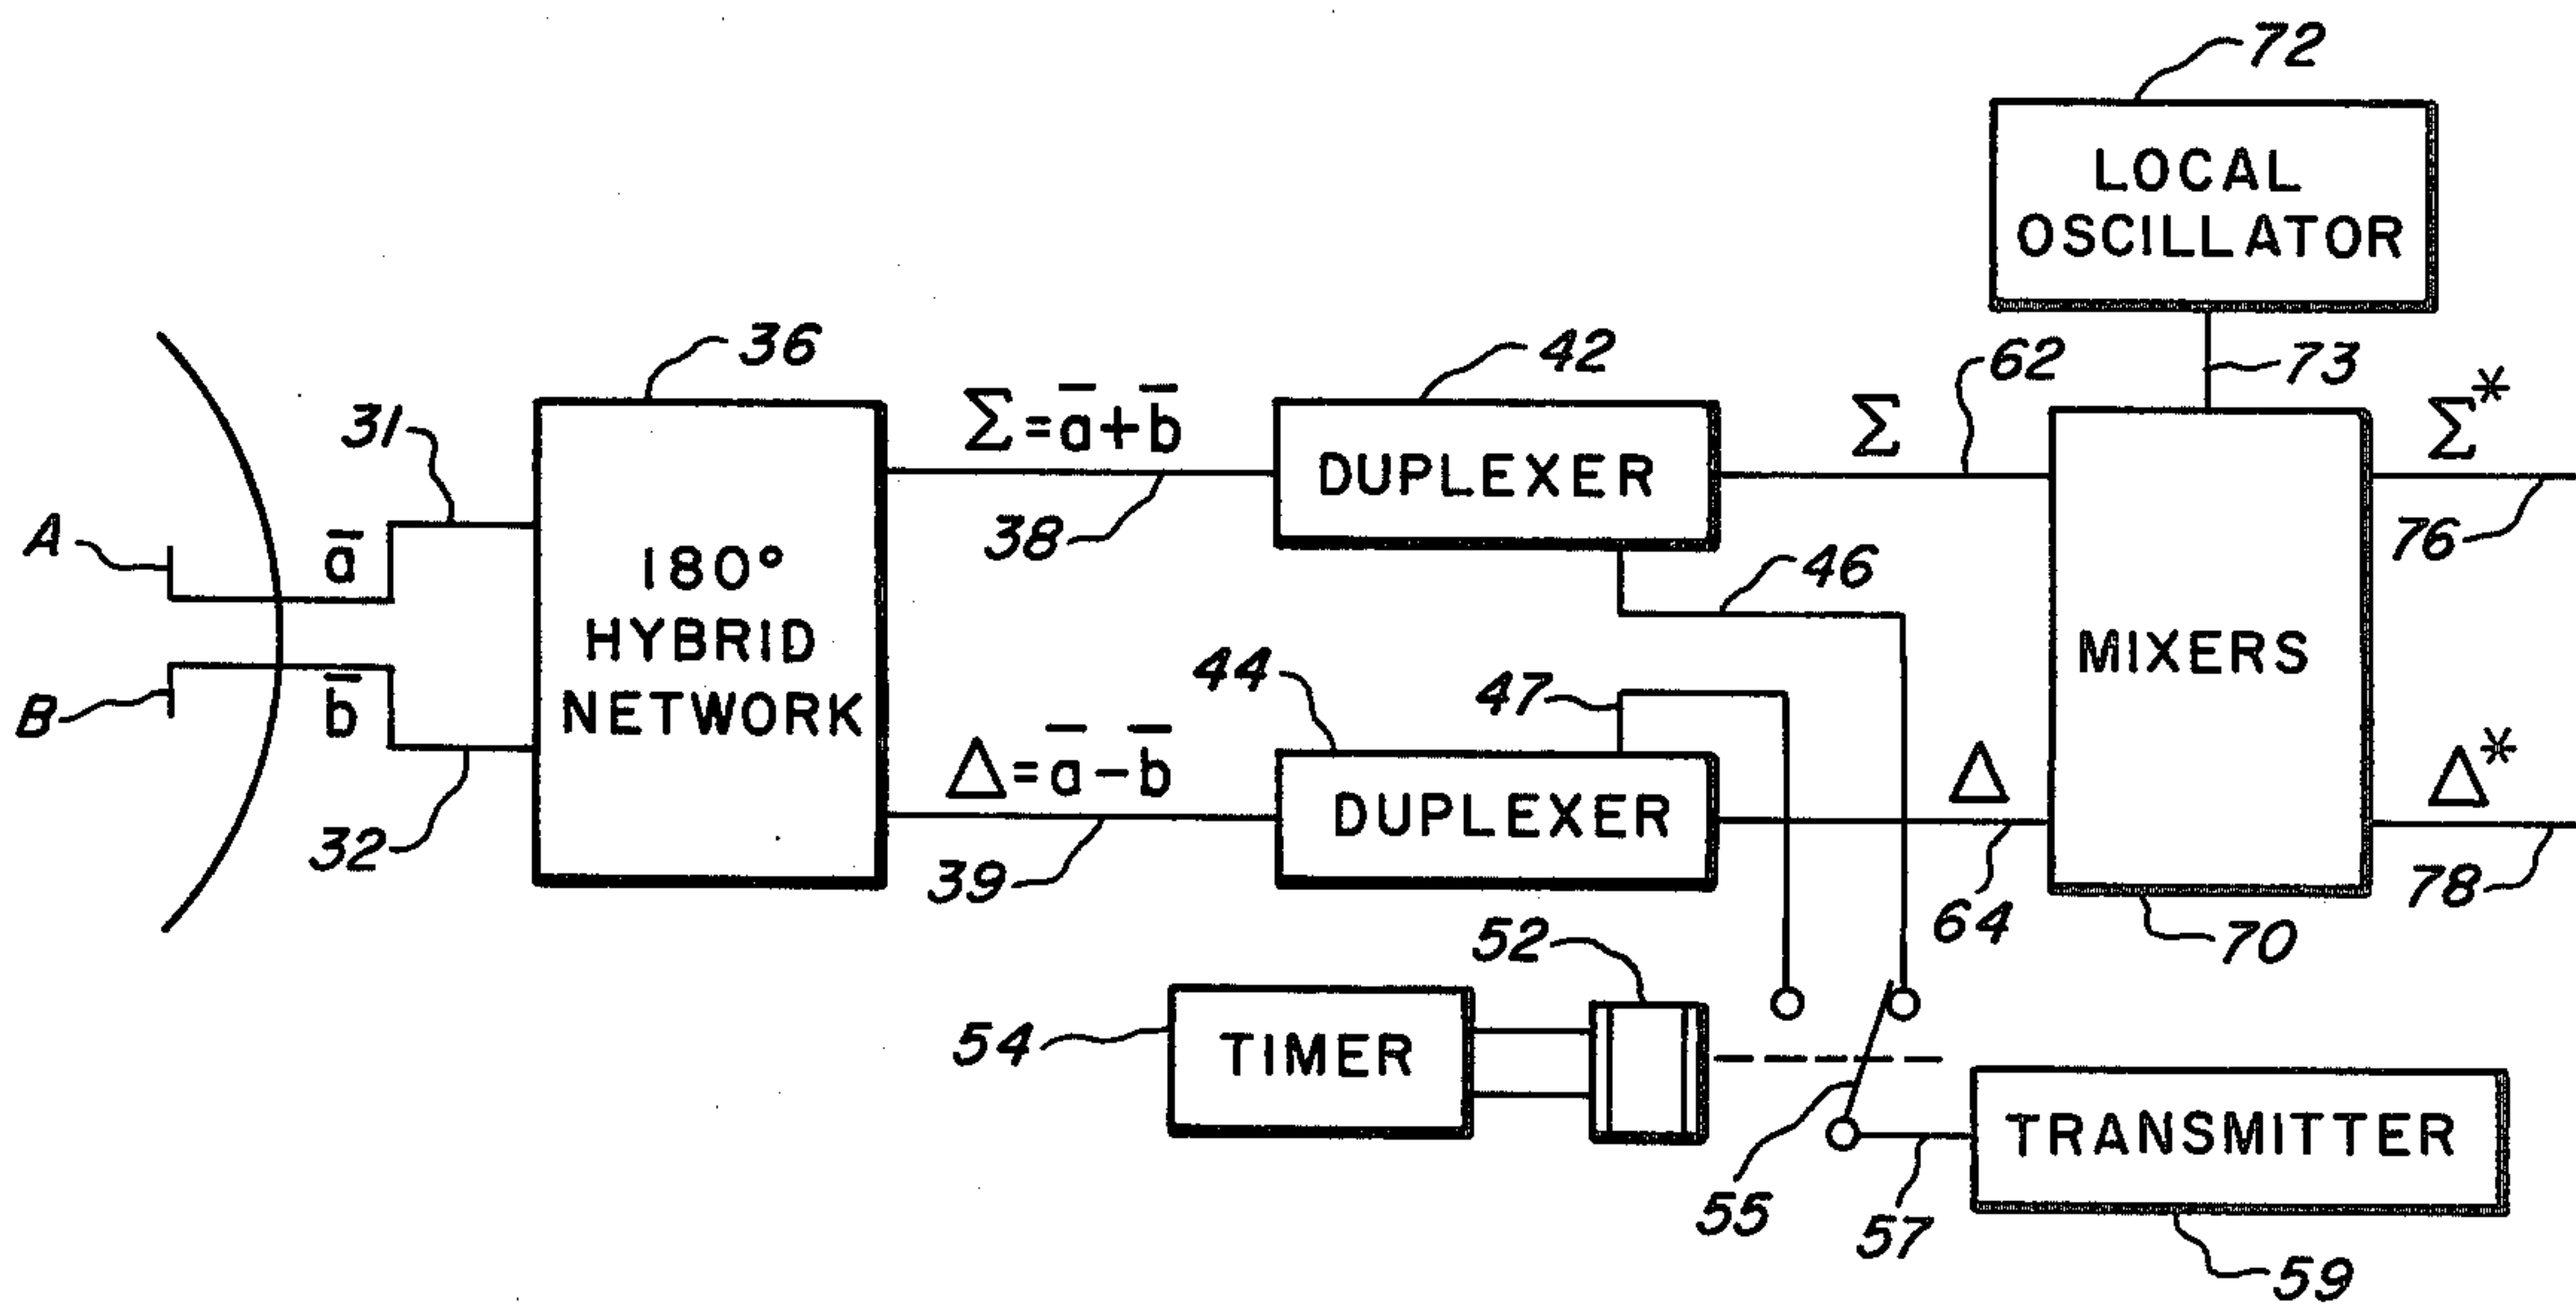 72
LOCAL
OSCILLATOR
73
36
31
A
a̅
180°
HYBRID
NETWORK
B
b̅
32
Σ = a̅ + b̅
38
42
DUPLEXER
Σ
62
Σ*
76
46
MIXERS
70
44
47
Δ = a̅ − b̅
39
DUPLEXER
Δ
64
Δ*
78
52
54
TIMER
55
57
TRANSMITTER
59